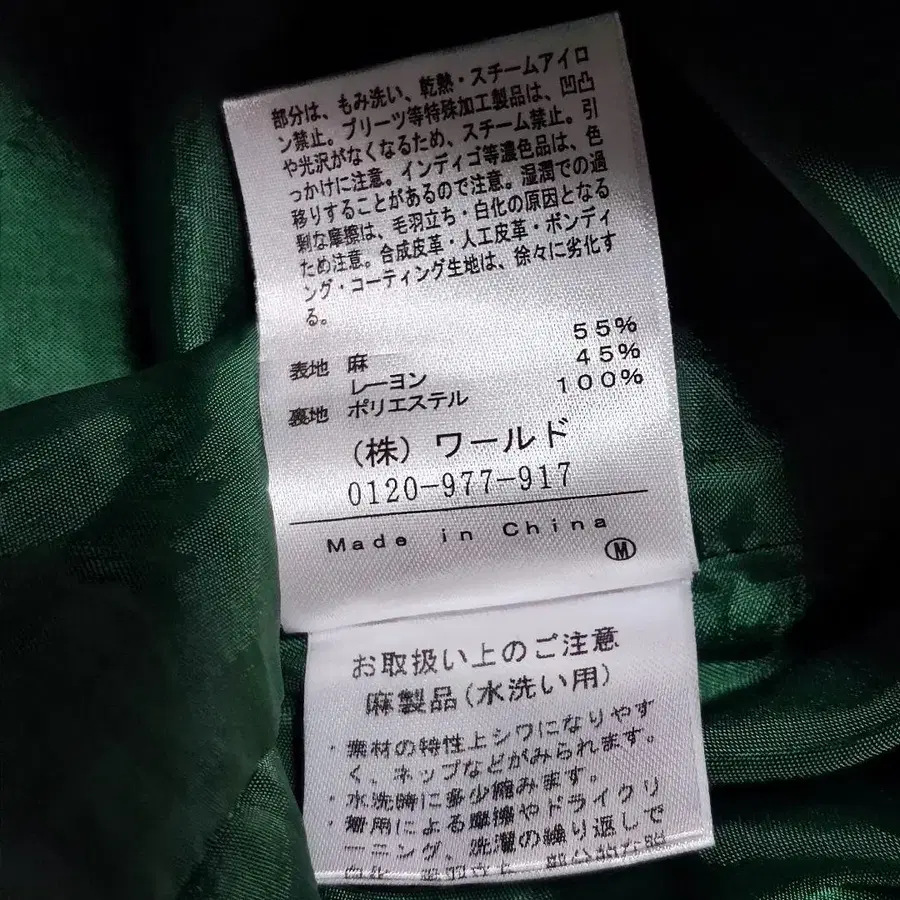 部分は、もみ洗い、乾熱・スチームアイロ
ン禁止。プリーツ等特殊加工製品は、凹凸
や光沢がなくなるため、スチーム禁止。引
っかけに注意。インディゴ等濃色品は、色
移りすることがあるので注意。湿潤での過
剰な摩擦は、毛羽立ち・白化の原因となる
ため注意。合成皮革・人工皮革・ボンディ
ング・コーティング生地は、徐々に劣化す
る。
表地 麻 55%
レーヨン 45%
裏地 ポリエステル 100%
(株) ワールド
0120-977-917
Made in China
Ⓜ
お取扱い上のご注意
麻製品(水洗い用)
・素材の特性上シワになりやす
く、ネップなどがみられます。
・水洗時に多少縮みます。
・着用による摩擦やドライクリ
ーニング、洗濯の繰り返しで